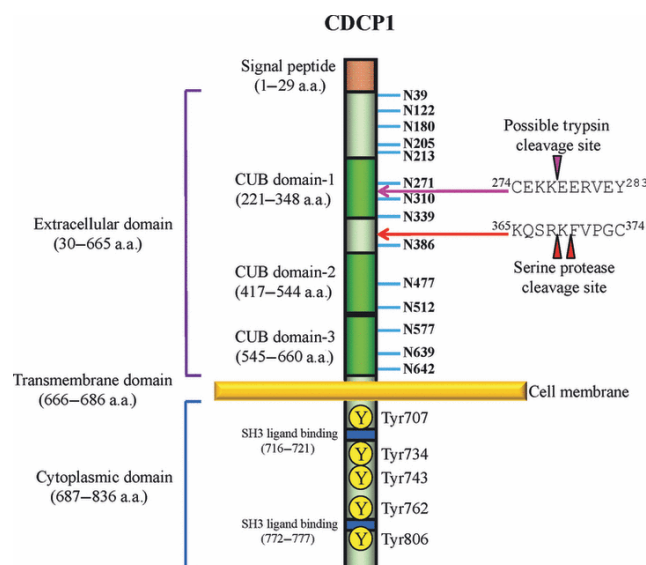 CDCP1
Signal peptide
(1–29 a.a.)
N39
N122
N180
N205
N213
Possible trypsin
cleavage site
CUB domain-1
(221–348 a.a.)
N271
N310
274CEKKEERVEY283
Extracellular domain
(30–665 a.a.)
N339
N386
365KQSRKFVPGC374
Serine protease
cleavage site
CUB domain-2
(417–544 a.a.)
N477
N512
CUB domain-3
(545–660 a.a.)
N577
N639
N642
Transmembrane domain
(666–686 a.a.)
Cell membrane
Y Tyr707
SH3 ligand binding
(716–721)
Y Tyr734
Y Tyr743
Cytoplasmic domain
(687–836 a.a.)
Y Tyr762
SH3 ligand binding
(772–777)
Y Tyr806